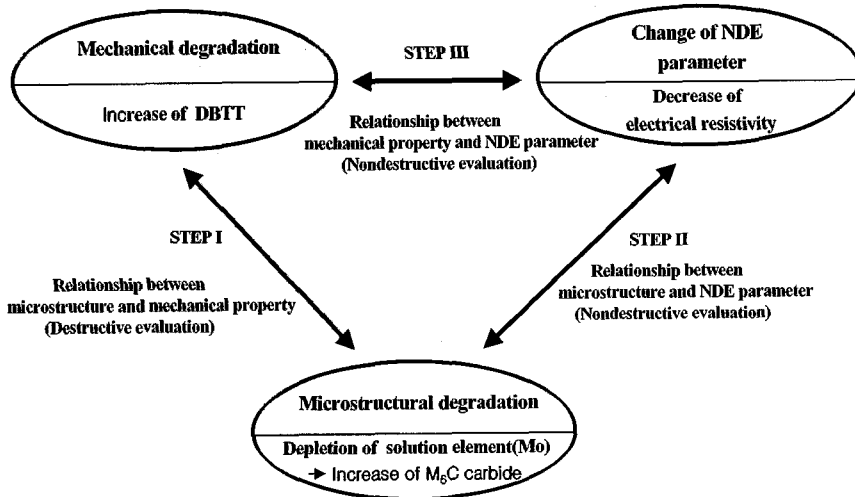 Mechanical degradation
Increase of DBTT
STEP III
Relationship between
mechanical property and NDE parameter
(Nondestructive evaluation)
Change of NDE
parameter
Decrease of
electrical resistivity
STEP I
Relationship between
microstructure and mechanical property
(Destructive evaluation)
STEP II
Relationship between
microstructure and NDE parameter
(Nondestructive evaluation)
Microstructural degradation
Depletion of solution element(Mo)
→ Increase of M₆C carbide